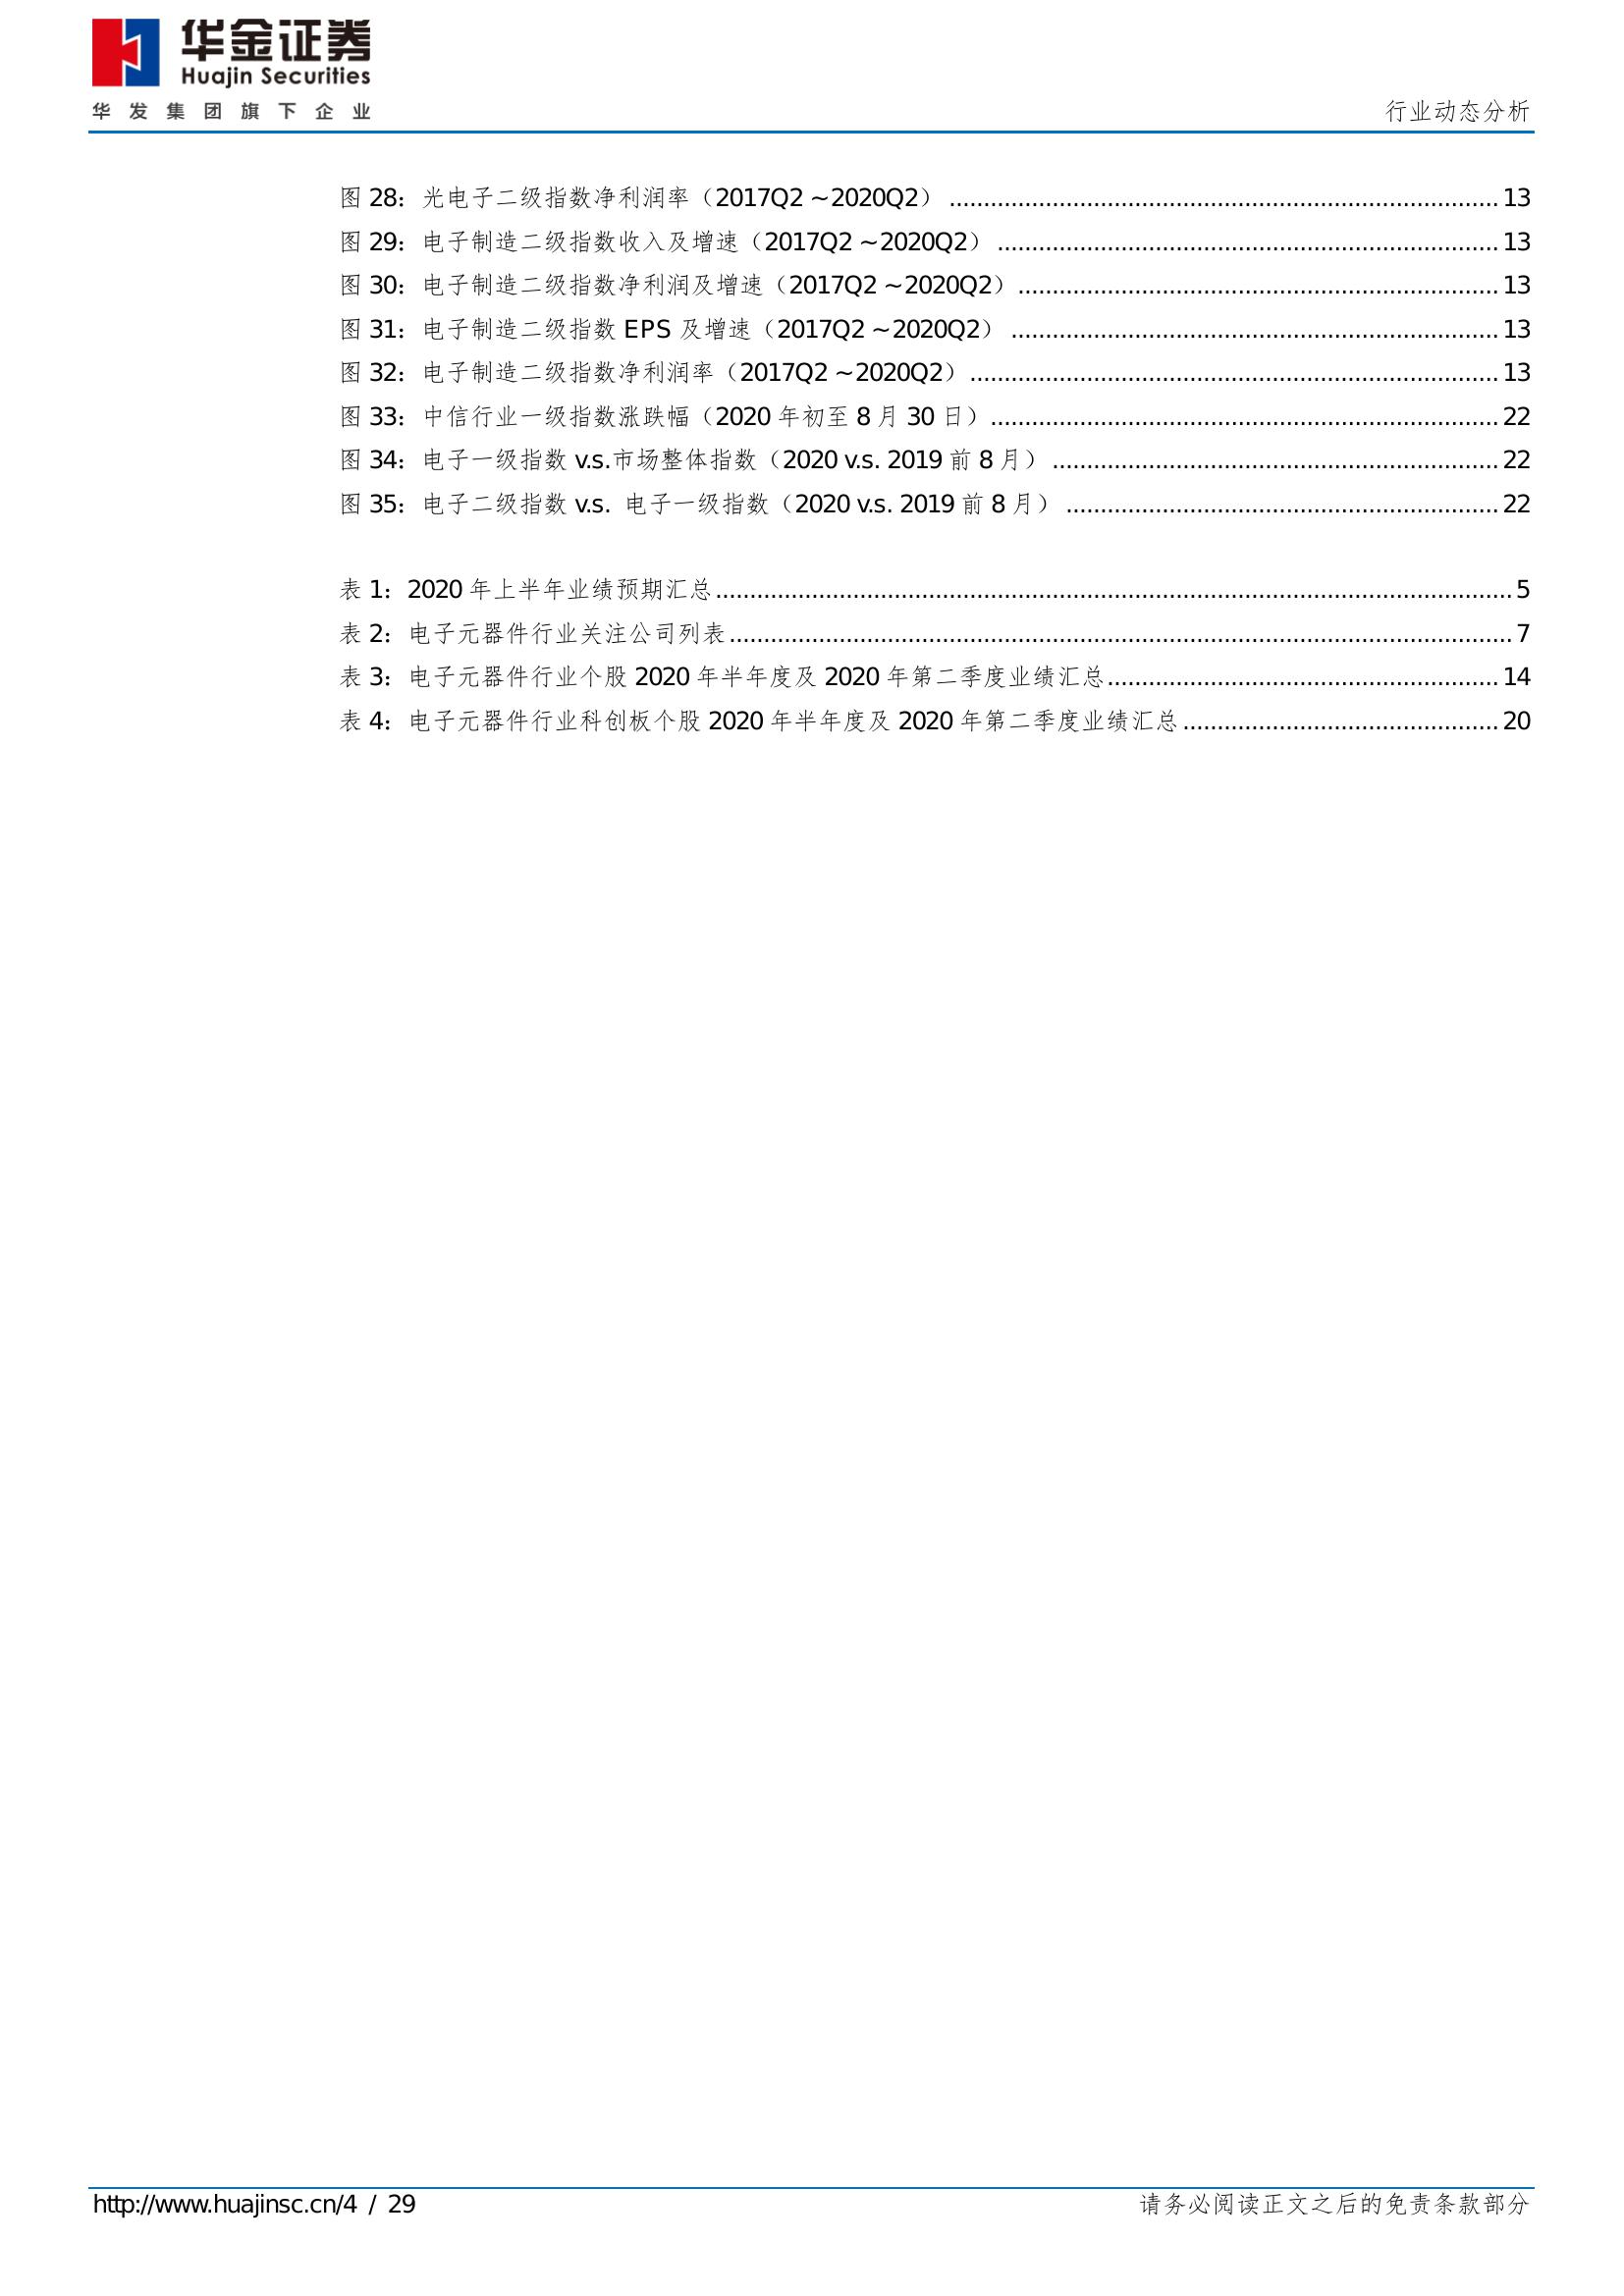 华金证券
Huajin Securities
华发集团旗下企业
行业动态分析
图 28：光电子二级指数净利润率（2017Q2 ~2020Q2） ................................................................................ 13
图 29：电子制造二级指数收入及增速（2017Q2 ~2020Q2） ......................................................................... 13
图 30：电子制造二级指数净利润及增速（2017Q2 ~2020Q2） ...................................................................... 13
图 31：电子制造二级指数 EPS 及增速（2017Q2 ~2020Q2） ....................................................................... 13
图 32：电子制造二级指数净利润率（2017Q2 ~2020Q2） ............................................................................. 13
图 33：中信行业一级指数涨跌幅（2020 年初至 8 月 30 日） .......................................................................... 22
图 34：电子一级指数 v.s.市场整体指数（2020 v.s. 2019 前 8 月） ................................................................. 22
图 35：电子二级指数 v.s. 电子一级指数（2020 v.s. 2019 前 8 月） ............................................................... 22
表 1：2020 年上半年业绩预期汇总.................................................................................................................... 5
表 2：电子元器件行业关注公司列表.................................................................................................................. 7
表 3：电子元器件行业个股 2020 年半年度及 2020 年第二季度业绩汇总......................................................... 14
表 4：电子元器件行业科创板个股 2020 年半年度及 2020 年第二季度业绩汇总.............................................. 20
http://www.huajinsc.cn/4 / 29
请务必阅读正文之后的免责条款部分